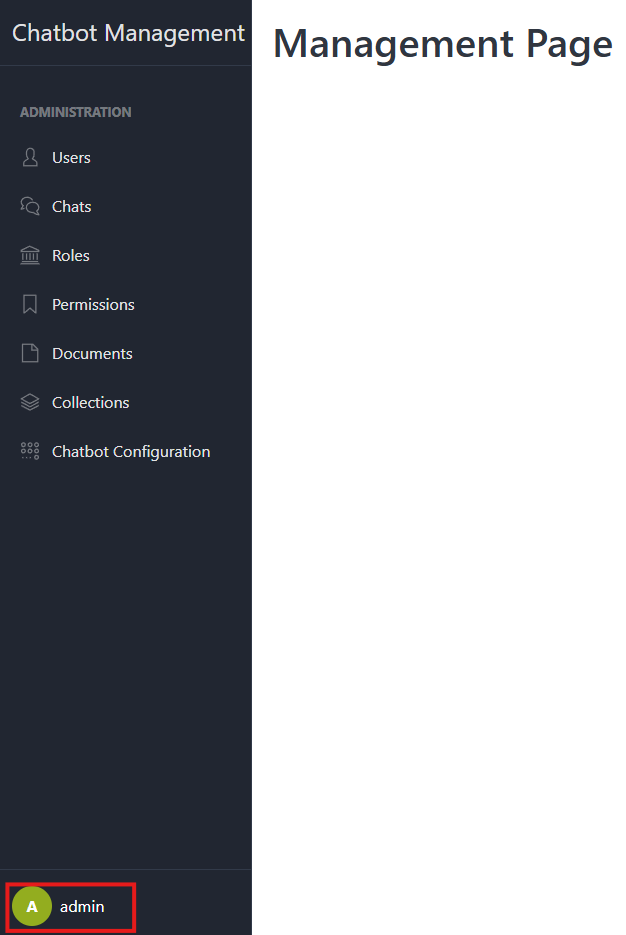 Chatbot Management
Management Page
ADMINISTRATION
Users
Chats
Roles
Permissions
Documents
Collections
Chatbot Configuration
A admin